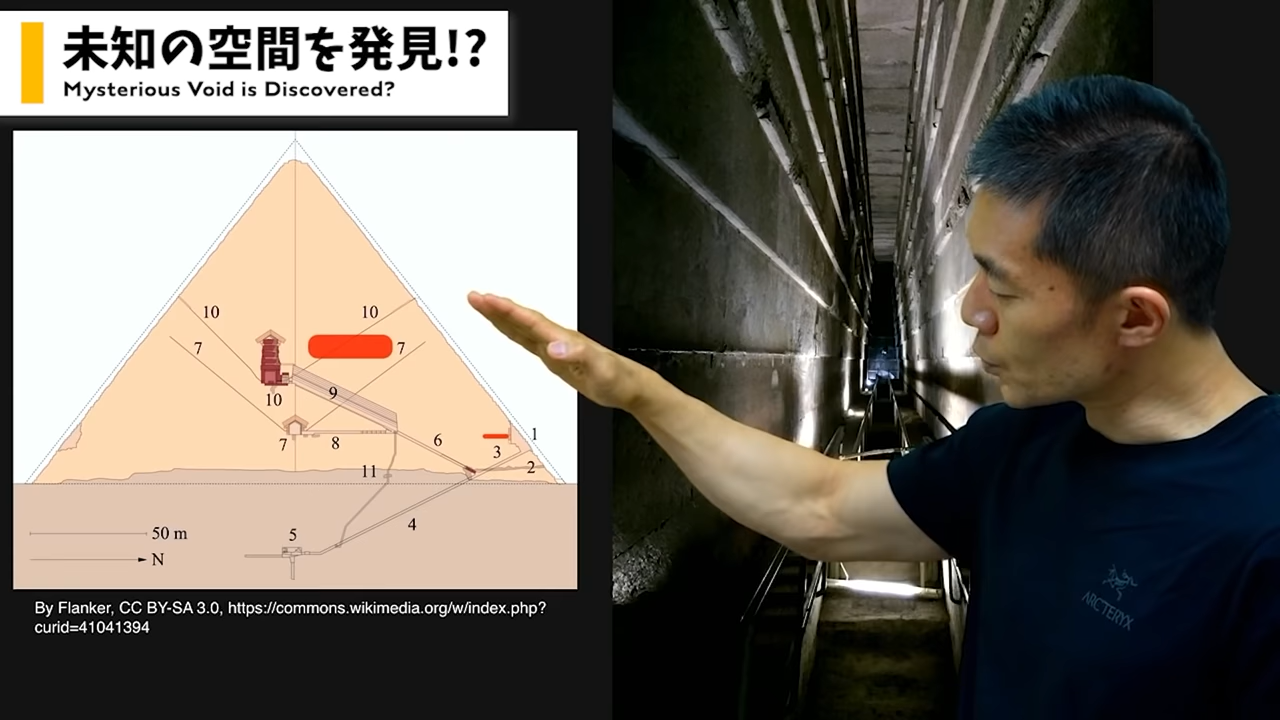 未知の空間を発見!?
Mysterious Void is Discovered?
10
10
7
7
10
9
7
8
6
1
3
2
11
4
5
50 m
N
By Flanker, CC BY-SA 3.0, https://commons.wikimedia.org/w/index.php?
curid=41041394
ARCTERYX